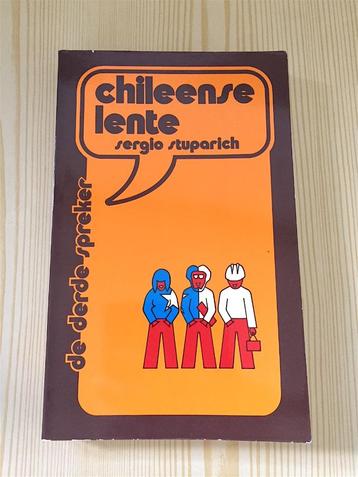 chileense
lente
sergio stuparich
de derde spreker